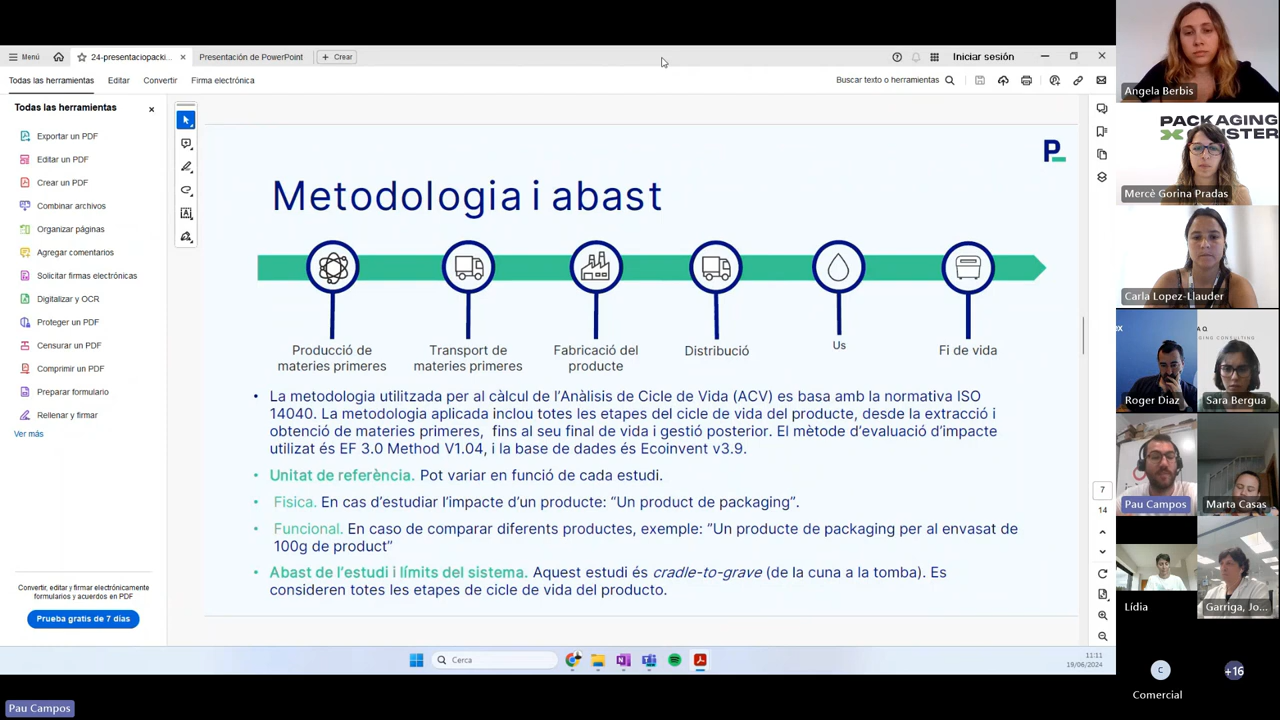 Menú
24-presentaciopacki...
Presentación de PowerPoint
Crear
Iniciar sesión
Todas las herramientas
Editar
Convertir
Firma electrónica
Buscar texto o herramientas
Todas las herramientas
Exportar un PDF
Editar un PDF
Crear un PDF
Combinar archivos
Organizar páginas
Agregar comentarios
Solicitar firmas electrónicas
Digitalizar y OCR
Proteger un PDF
Censurar un PDF
Comprimir un PDF
Preparar formulario
Rellenar y firmar
Ver más
Convertir, editar y firmar electrónicamente
formularios y acuerdos en PDF
Prueba gratis de 7 días
P_
Metodologia i abast
Producció de
materies primeres
Transport de
materies primeres
Fabricació del
producte
Distribució
Us
Fi de vida
• La metodologia utilitzada per al càlcul de l'Anàlisis de Cicle de Vida (ACV) es basa amb la normativa ISO
14040. La metodologia aplicada inclou totes les etapes del cicle de vida del producte, desde la extracció i
obtenció de materies primeres, fins al seu final de vida i gestió posterior. El mètode d'evaluació d'impacte
utilizat és EF 3.0 Method V1.04, i la base de dades és Ecoinvent v3.9.
• Unitat de referència. Pot variar en funció de cada estudi.
• Fisica. En cas d'estudiar l'impacte d'un producte: "Un product de packaging".
• Funcional. En caso de comparar diferents productes, exemple: "Un producte de packaging per al envasat de
100g de product"
• Abast de l'estudi i límits del sistema. Aquest estudi és cradle-to-grave (de la cuna a la tomba). Es
consideren totes les etapes de cicle de vida del producto.
7
14
Cerca
11:11
19/06/2024
Angela Berbis
PACKAGING
Mercè Gorina Pradas
Carla Lopez-Llauder
Roger Diaz
Sara Bergua
Pau Campos
Marta Casas
Lídia
Garriga, Jo...
C
Comercial
+16
Pau Campos